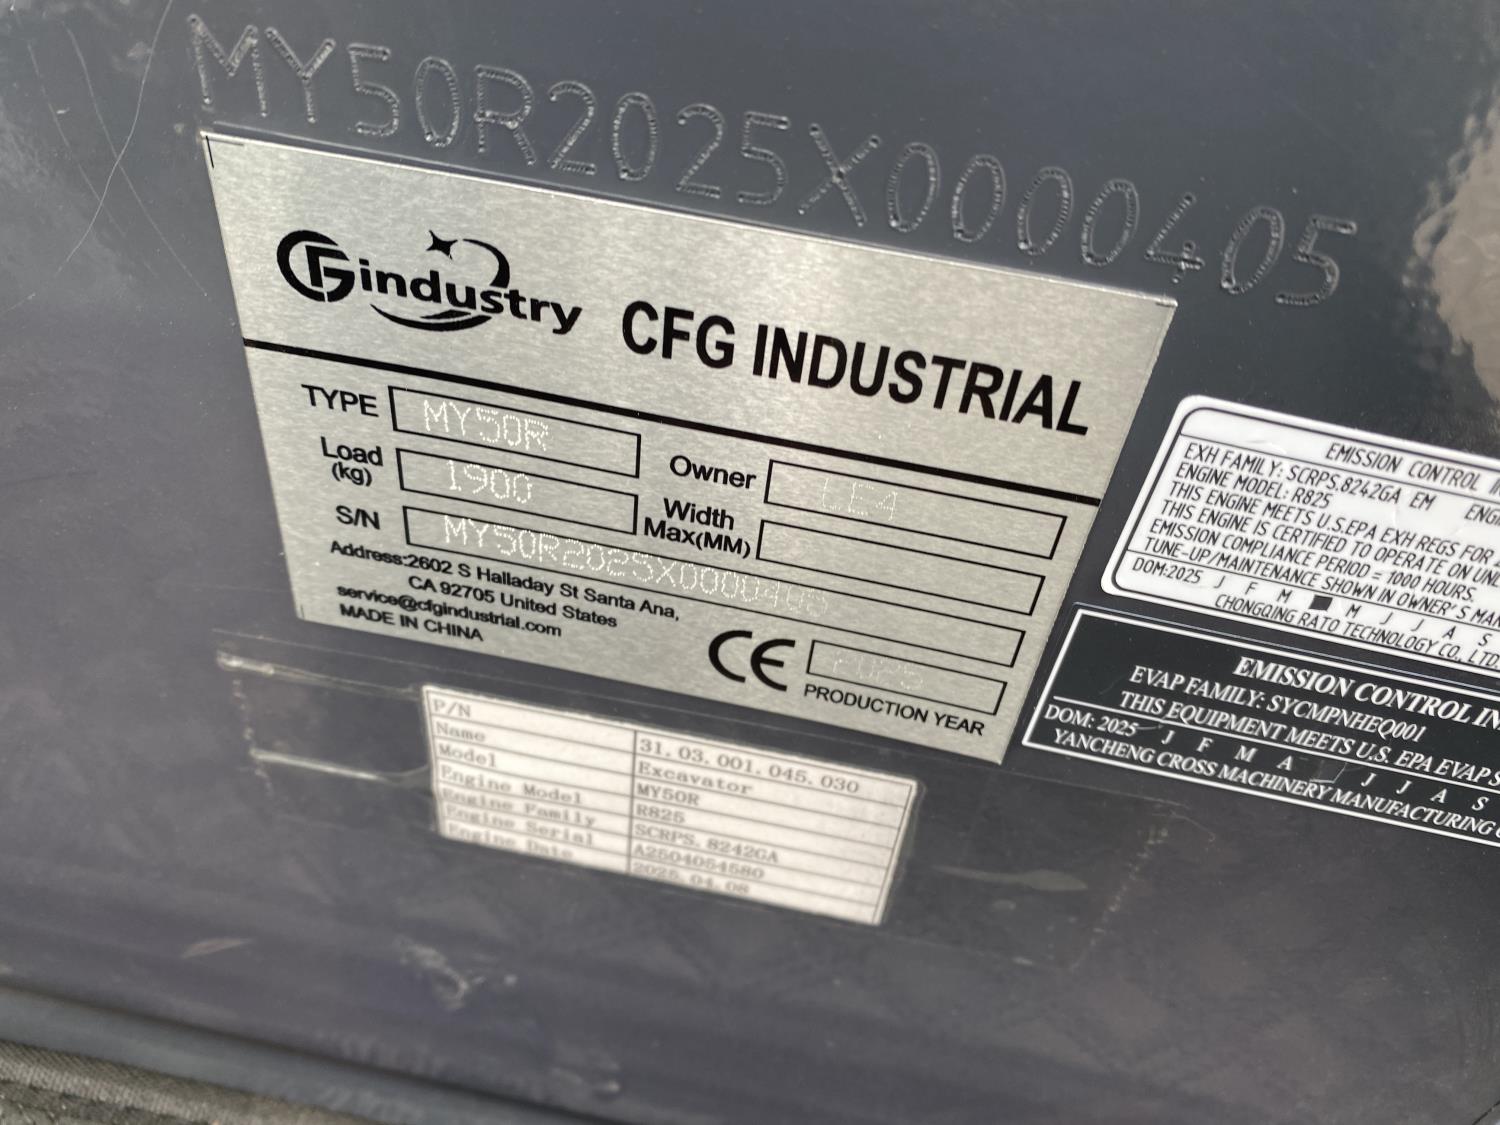 MY50R2025X0000405
CFG industry CFG INDUSTRIAL
TYPE MY50R
Load (kg) 1900
Owner
Width Max(MM)
S/N MY50R2025X0000405
Address:2602 S Halladay St Santa Ana,
CA 92705 United States
service@cfgindustrial.com
MADE IN CHINA
CE 2025
PRODUCTION YEAR
P/N 31.03.001.045.030
Name Excavator
Model MY50R
Engine Model R825
Engine Family SCRPS.8242GA
Engine Serial A2504054580
Engine Date 2025.04.08
EMISSION CONTROL
EXH FAMILY: SCRPS.8242GA EM
ENGINE MODEL: R825
THIS ENGINE MEETS U.S.EPA EXH REGS FOR
THIS ENGINE IS CERTIFIED TO OPERATE ON
EMISSION COMPLIANCE PERIOD = 1000 HOURS.
TUNE-UP/MAINTENANCE SHOWN IN OWNER'S
DOM:2025 J F M ■ M J J A S
CHONGQING RATO TECHNOLOGY CO., LTD.
EMISSION CONTROL
EVAP FAMILY: SYCMPNHEQ001
THIS EQUIPMENT MEETS U.S. EPA EVAP
DOM: 2025 J F M A J J A S
YANCHENG CROSS MACHINERY MANUFACTURING